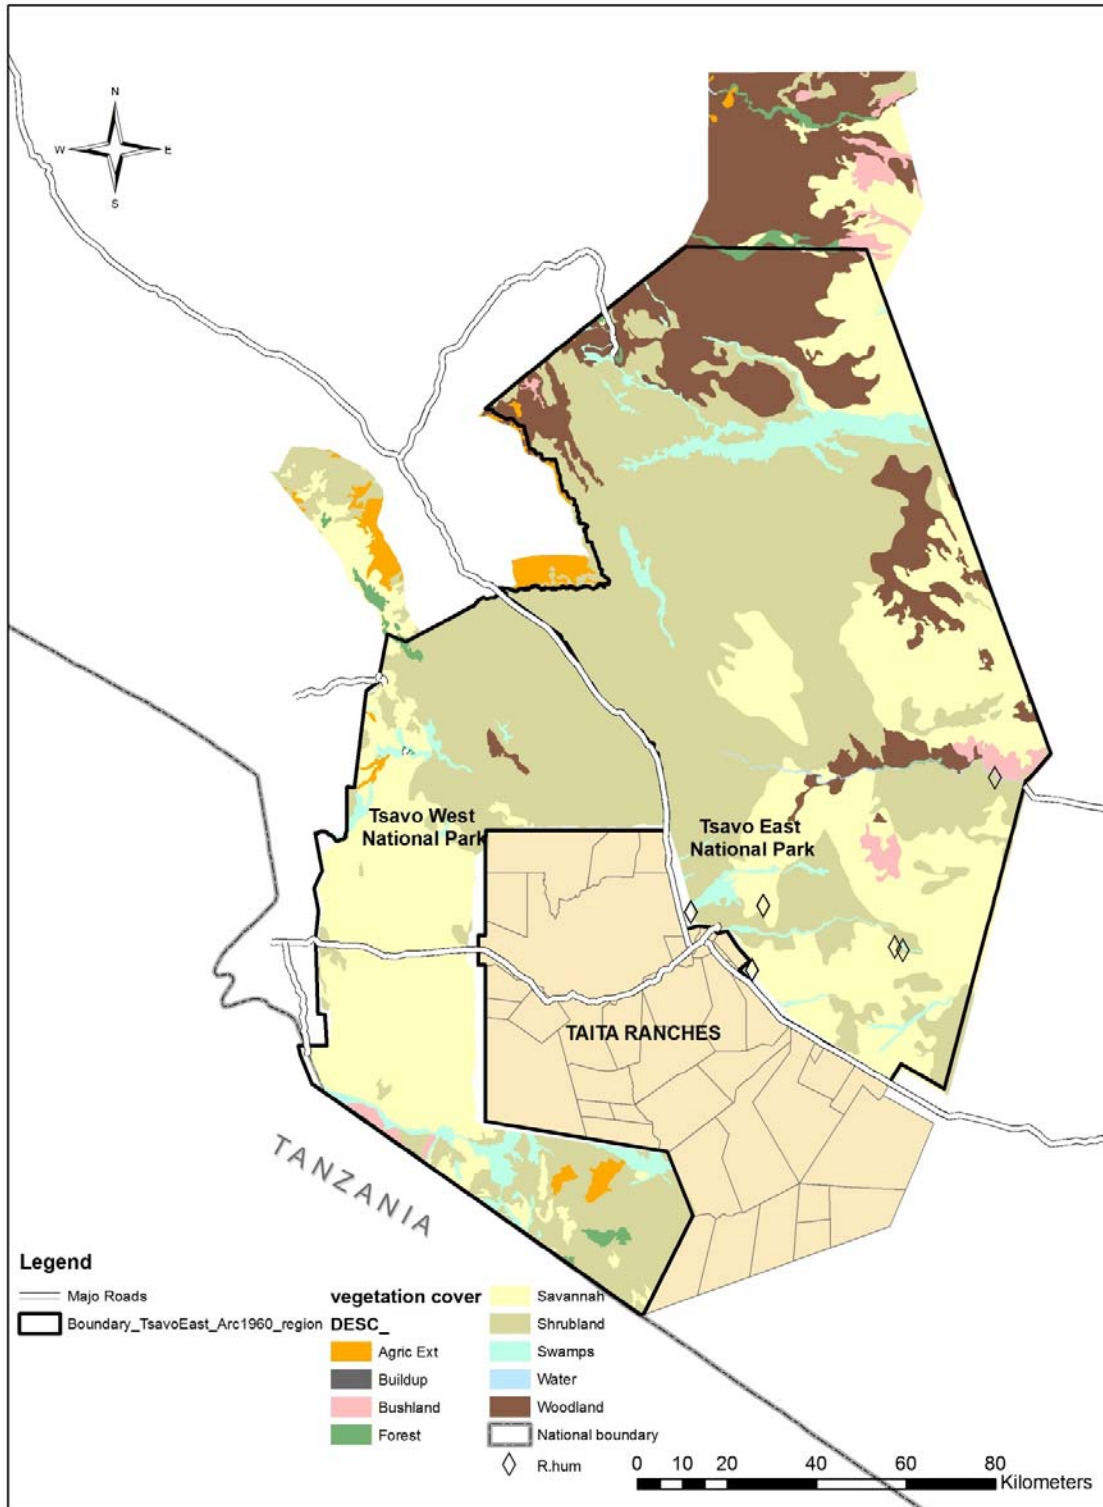 N
W E
S
Tsavo West
National Park
Tsavo East
National Park
TAITA RANCHES
TANZANIA
Legend
Majo Roads
Boundary_TsavoEast_Arc1960_region
vegetation cover
DESC_
Agric Ext
Buildup
Bushland
Forest
Savannah
Shrubland
Swamps
Water
Woodland
National boundary
R.hum
0 10 20 40 60 80
Kilometers